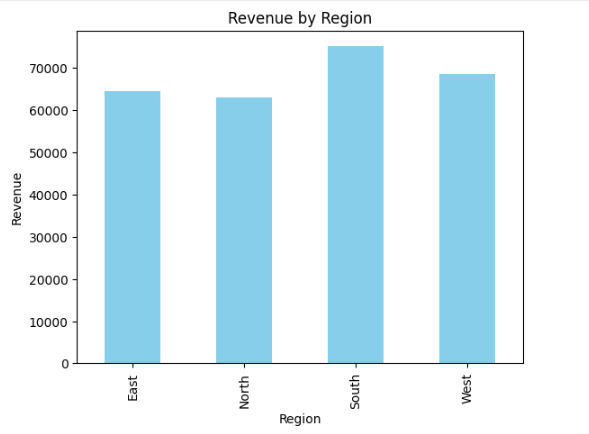 Revenue by Region
Revenue
70000
60000
50000
40000
30000
20000
10000
0
East
North
South
West
Region